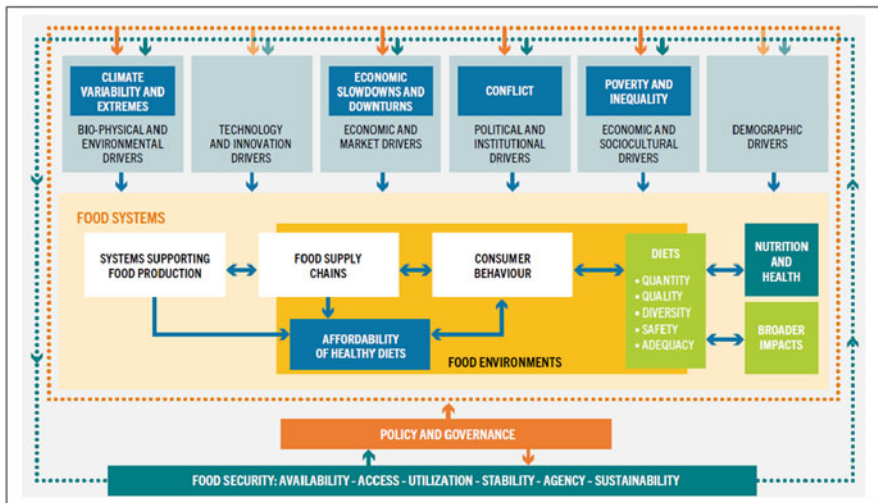 CLIMATE
VARIABILITY AND
EXTREMES
BIO-PHYSICAL AND
ENVIRONMENTAL
DRIVERS
TECHNOLOGY
AND INNOVATION
DRIVERS
ECONOMIC
SLOWDOWNS AND
DOWNTURNS
ECONOMIC AND
MARKET DRIVERS
CONFLICT
POLITICAL AND
INSTITUTIONAL
DRIVERS
POVERTY AND
INEQUALITY
ECONOMIC AND
SOCIOCULTURAL
DRIVERS
DEMOGRAPHIC
DRIVERS
FOOD SYSTEMS
SYSTEMS SUPPORTING
FOOD PRODUCTION
FOOD SUPPLY
CHAINS
CONSUMER
BEHAVIOUR
DIETS
• QUANTITY
• QUALITY
• DIVERSITY
• SAFETY
• ADEQUACY
NUTRITION
AND
HEALTH
AFFORDABILITY
OF HEALTHY DIETS
FOOD ENVIRONMENTS
BROADER
IMPACTS
POLICY AND GOVERNANCE
FOOD SECURITY: AVAILABILITY - ACCESS - UTILIZATION - STABILITY - AGENCY - SUSTAINABILITY